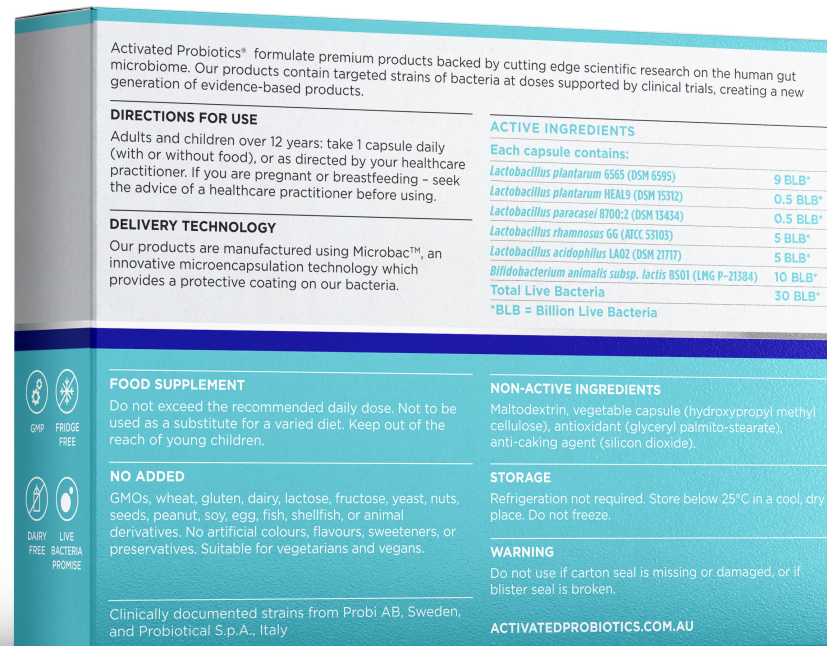 Activated Probiotics® formulate premium products backed by cutting edge scientific research on the human gut
microbiome. Our products contain targeted strains of bacteria at doses supported by clinical trials, creating a new
generation of evidence-based products.
DIRECTIONS FOR USE
Adults and children over 12 years: take 1 capsule daily
(with or without food), or as directed by your healthcare
practitioner. If you are pregnant or breastfeeding – seek
the advice of a healthcare practitioner before using.
DELIVERY TECHNOLOGY
Our products are manufactured using Microbac™, an
innovative microencapsulation technology which
provides a protective coating on our bacteria.
ACTIVE INGREDIENTS
Each capsule contains:
Lactobacillus plantarum 6565 (DSM 6595) 9 BLB*
Lactobacillus plantarum HEAL9 (DSM 15312) 0.5 BLB*
Lactobacillus paracasei 8700:2 (DSM 13434) 0.5 BLB*
Lactobacillus rhamnosus GG (ATCC 53103) 5 BLB*
Lactobacillus acidophilus LA02 (DSM 21717) 5 BLB*
Bifidobacterium animalis subsp. lactis BS01 (LMG P-21384) 10 BLB*
Total Live Bacteria 30 BLB*
*BLB = Billion Live Bacteria
GMP
FRIDGE
FREE
DAIRY
FREE
LIVE
BACTERIA
PROMISE
FOOD SUPPLEMENT
Do not exceed the recommended daily dose. Not to be
used as a substitute for a varied diet. Keep out of the
reach of young children.
NO ADDED
GMOs, wheat, gluten, dairy, lactose, fructose, yeast, nuts,
seeds, peanut, soy, egg, fish, shellfish, or animal
derivatives. No artificial colours, flavours, sweeteners, or
preservatives. Suitable for vegetarians and vegans.
Clinically documented strains from Probi AB, Sweden,
and Probiotical S.p.A., Italy
NON-ACTIVE INGREDIENTS
Maltodextrin, vegetable capsule (hydroxypropyl methyl
cellulose), antioxidant (glyceryl palmito-stearate),
anti-caking agent (silicon dioxide).
STORAGE
Refrigeration not required. Store below 25°C in a cool, dry
place. Do not freeze.
WARNING
Do not use if carton seal is missing or damaged, or if
blister seal is broken.
ACTIVATEDPROBIOTICS.COM.AU